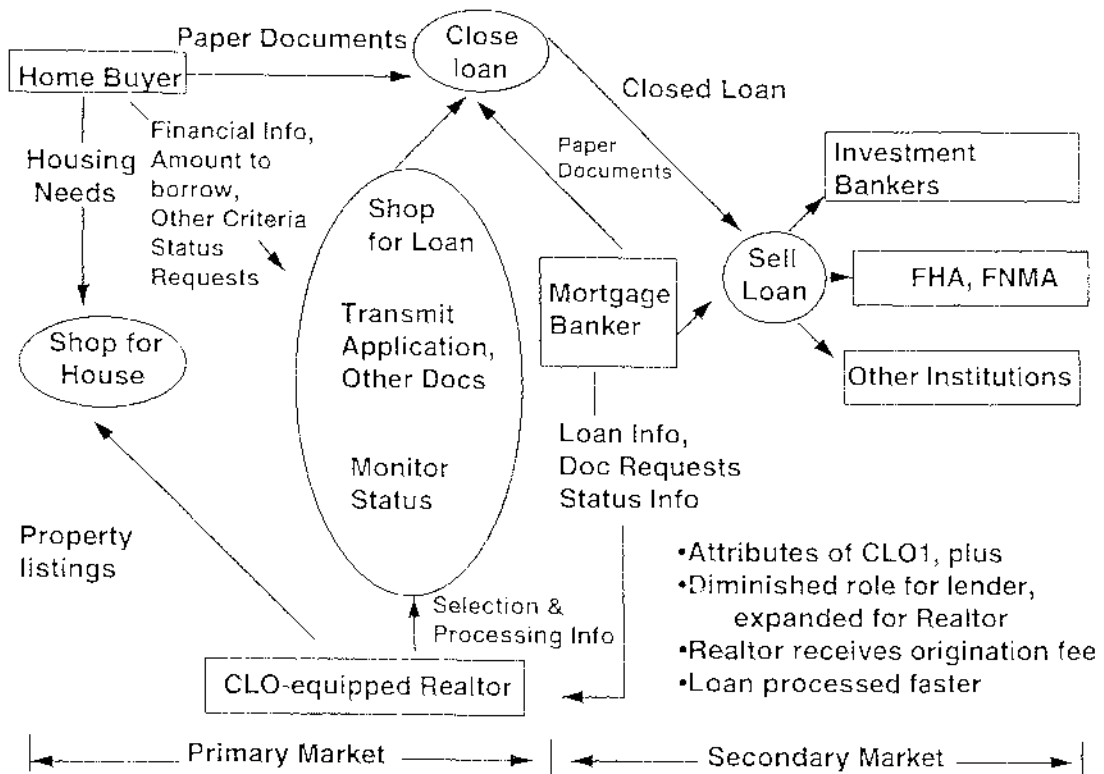 Paper Documents
Close
loan
Home Buyer
Closed Loan
Financial Info,
Amount to
borrow,
Other Criteria
Status
Requests
Housing
Needs
Paper
Documents
Investment
Bankers
Shop
for Loan
Sell
Loan
FHA, FNMA
Mortgage
Banker
Transmit
Application,
Other Docs
Shop for
House
Other Institutions
Loan Info,
Doc Requests
Status Info
Monitor
Status
Property
listings
•Attributes of CLO1, plus
•Diminished role for lender,
expanded for Realtor
•Realtor receives origination fee
•Loan processed faster
Selection &
Processing Info
CLO-equipped Realtor
Primary Market
Secondary Market